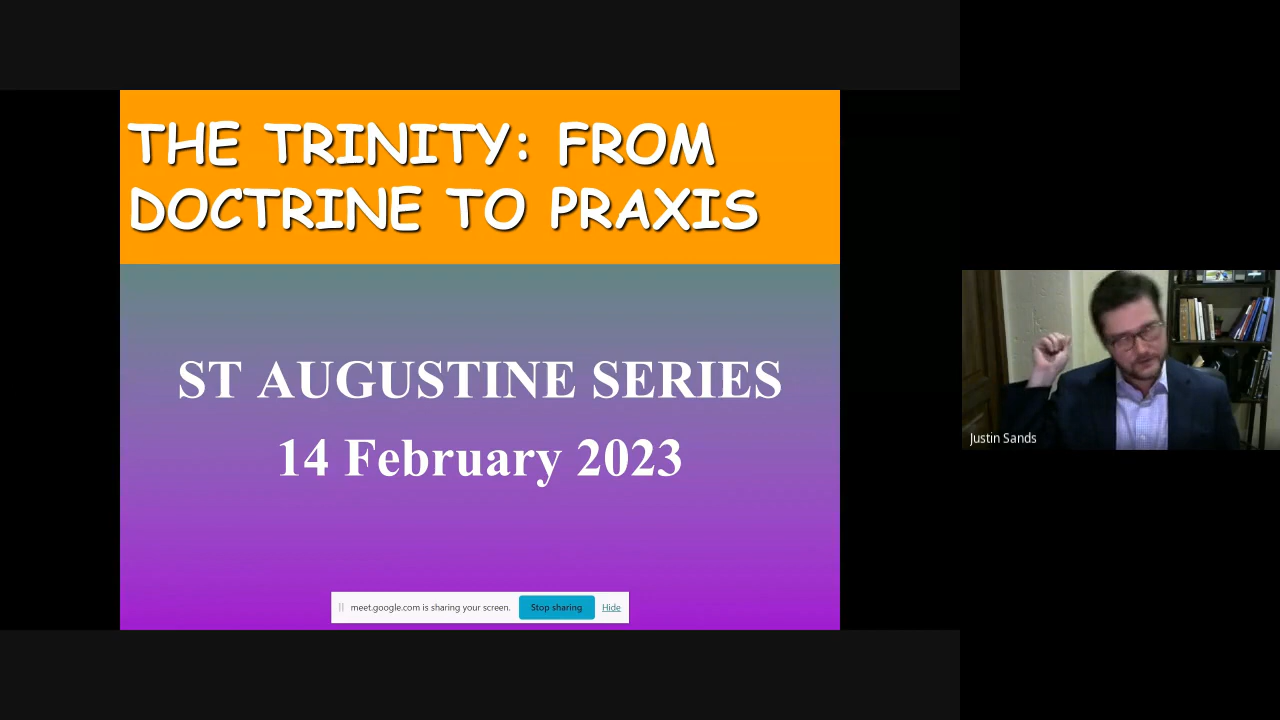 THE TRINITY: FROM
DOCTRINE TO PRAXIS
ST AUGUSTINE SERIES
14 February 2023
meet.google.com is sharing your screen. Stop sharing Hide
Justin Sands